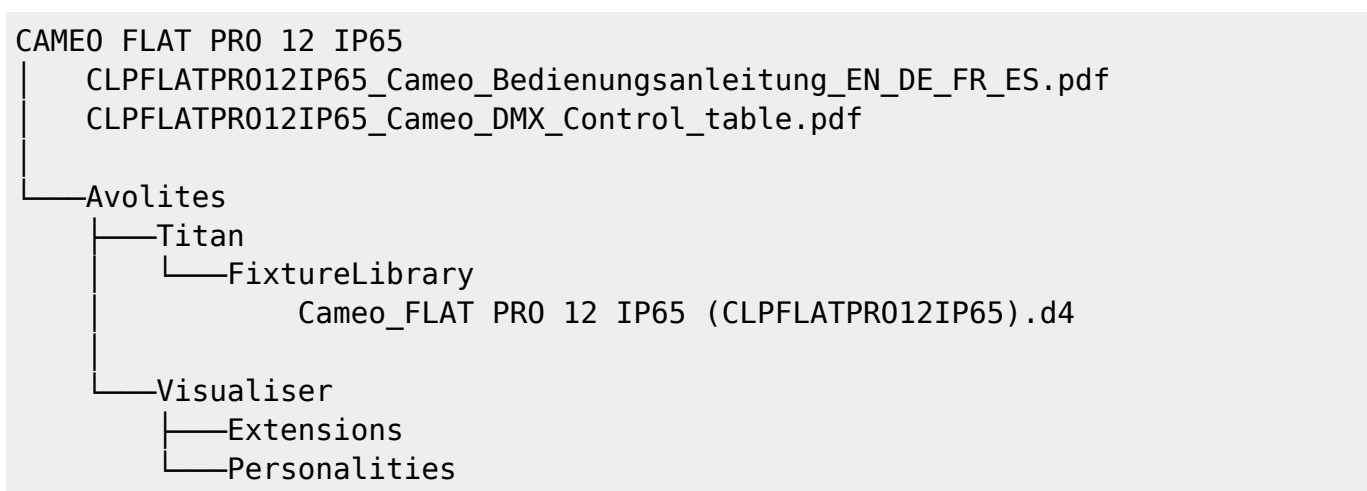 CAMEO FLAT PRO 12 IP65
│   CLPFLATPRO12IP65_Cameo_Bedienungsanleitung_EN_DE_FR_ES.pdf
│   CLPFLATPRO12IP65_Cameo_DMX_Control_table.pdf
│
└───Avolites
    ├───Titan
    │   └───FixtureLibrary
    │           Cameo_FLAT PRO 12 IP65 (CLPFLATPRO12IP65).d4
    │
    └───Visualiser
        ├───Extensions
        └───Personalities